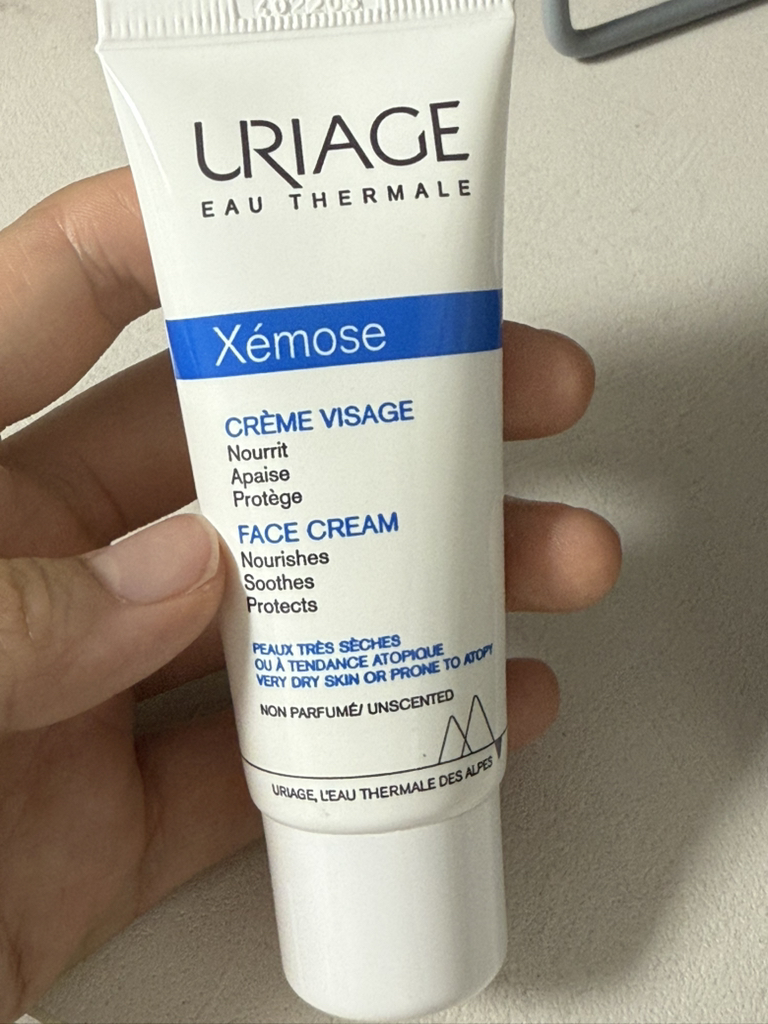 URIAGE
EAU THERMALE
Xémose
CRÈME VISAGE
Nourrit
Apaise
Protège
FACE CREAM
Nourishes
Soothes
Protects
PEAUX TRÈS SÈCHES
OU À TENDANCE ATOPIQUE
VERY DRY SKIN OR PRONE TO ATOPY
NON PARFUMÉ/ UNSCENTED
URIAGE, L'EAU THERMALE DES ALPES